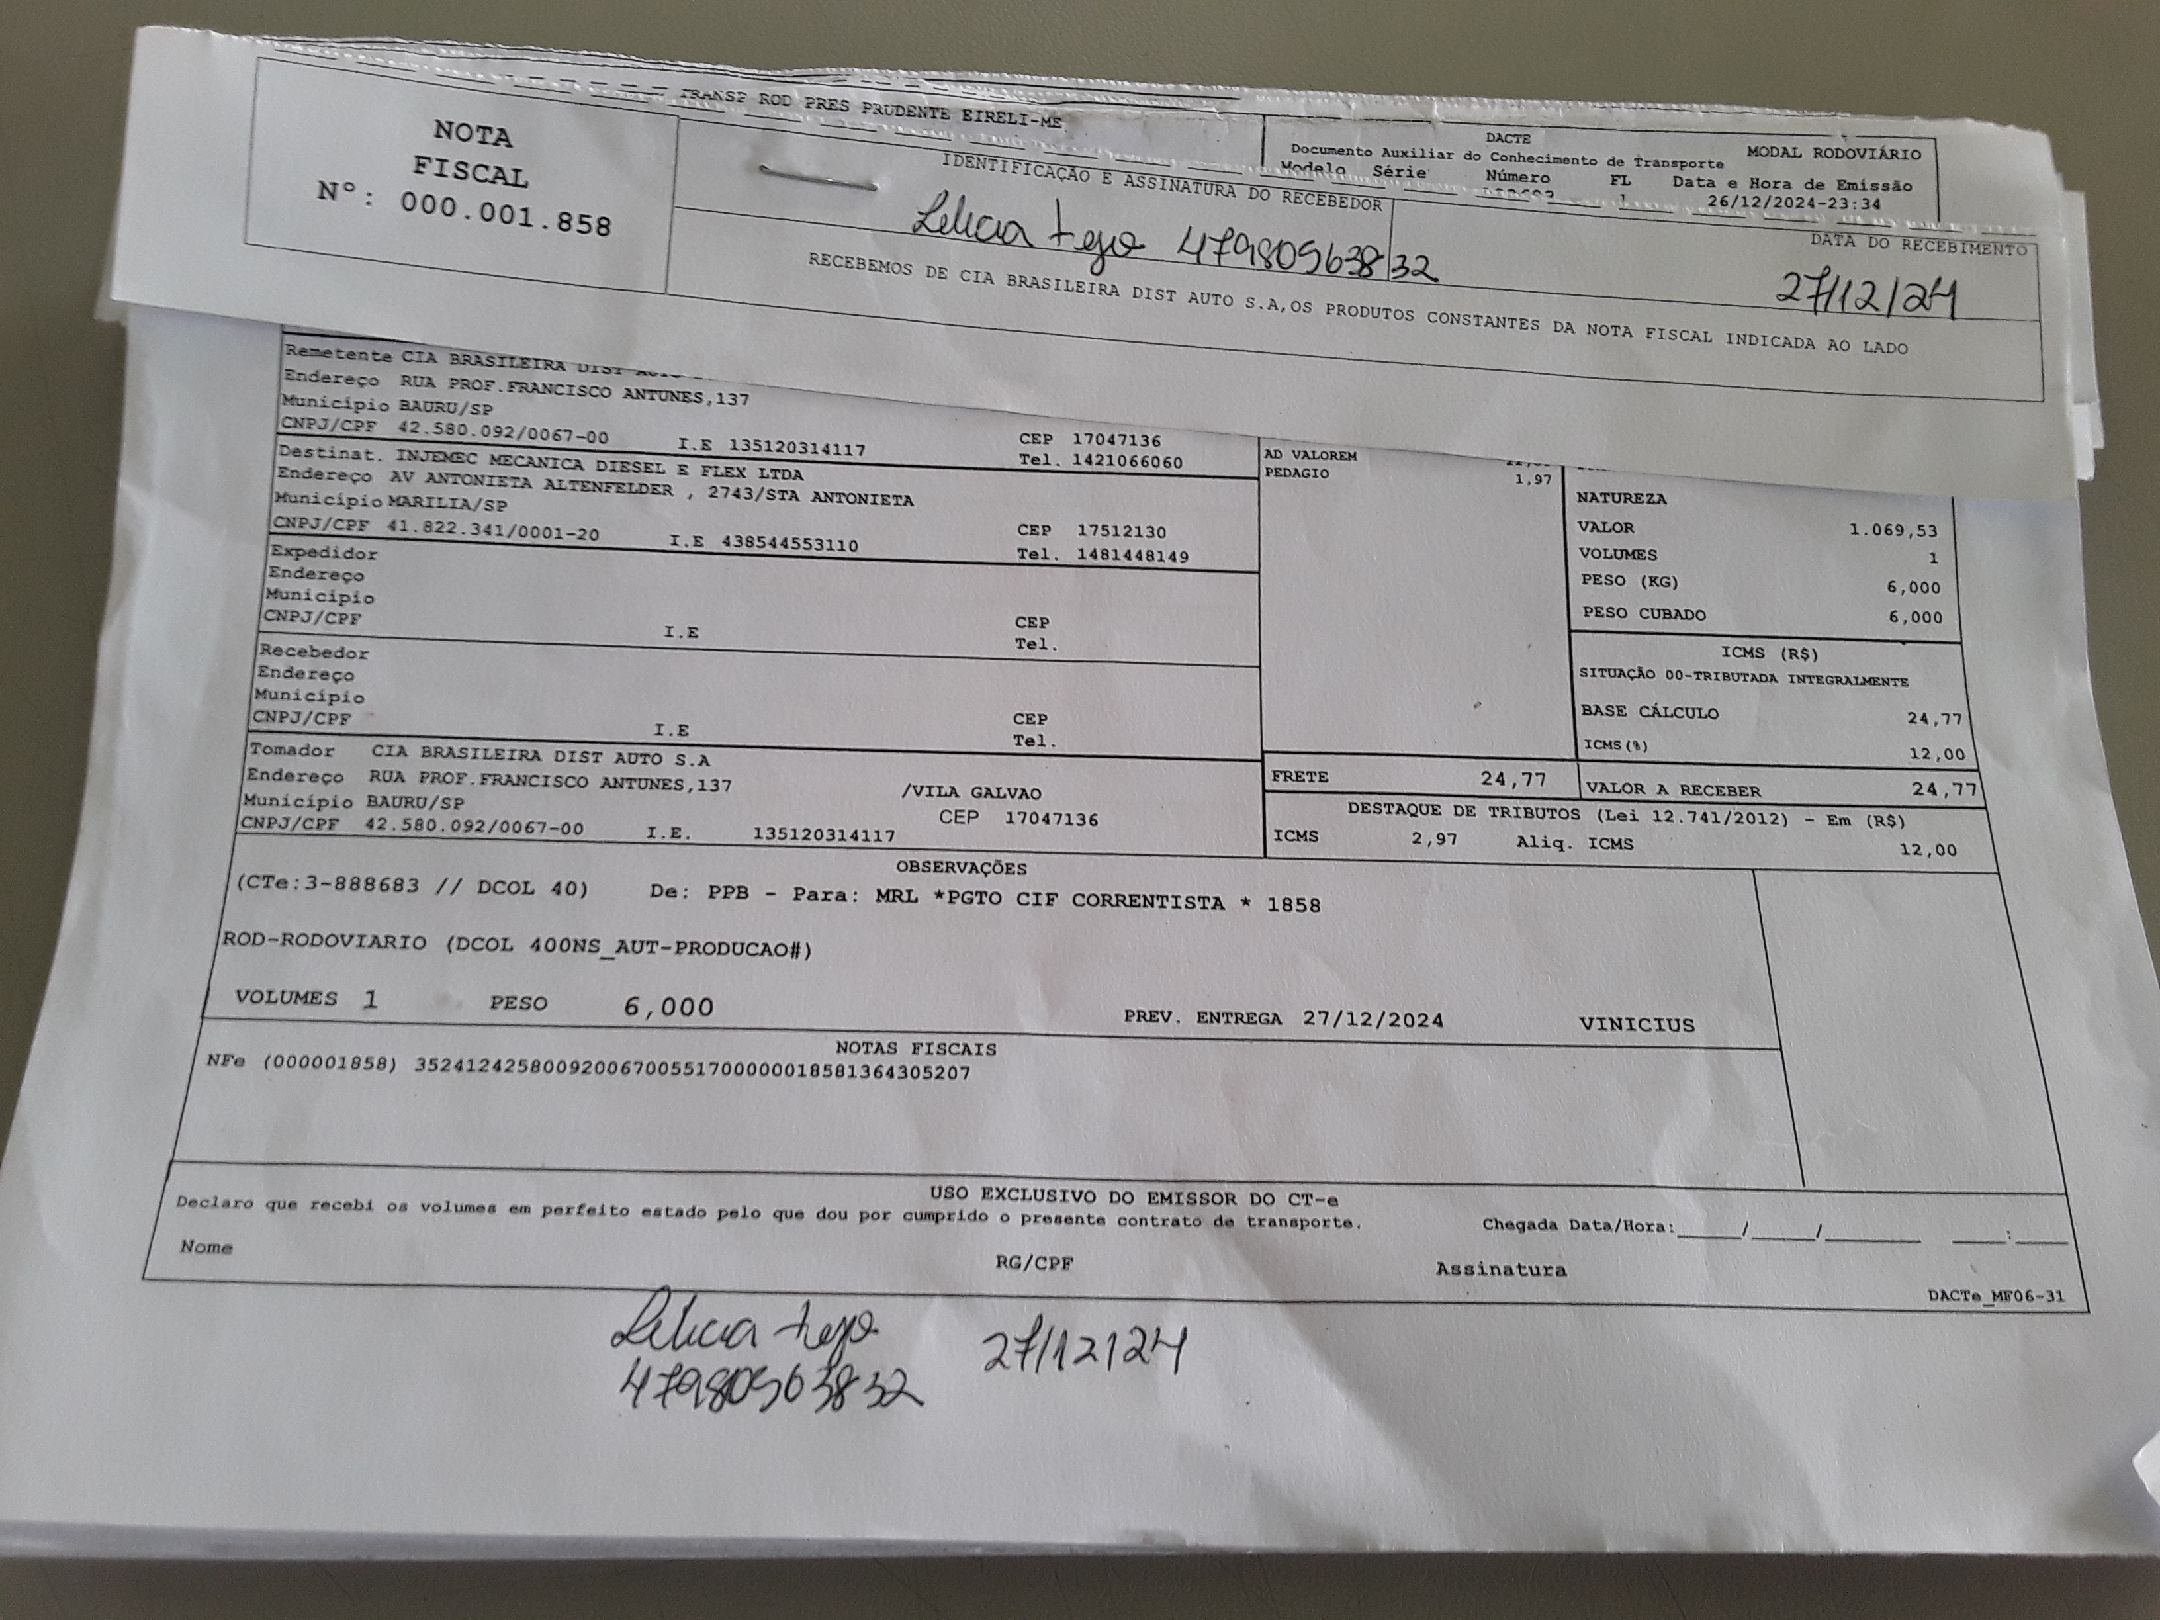 TRANSP ROD PRES PRUDENTE EIRELI-ME
DACTE
Documento Auxiliar do Conhecimento de Transporte
MODAL RODOVIÁRIO
Modelo Série Número FL Data e Hora de Emissão
26/12/2024-23:34
NOTA
FISCAL
Nº: 000.001.858
IDENTIFICAÇÃO E ASSINATURA DO RECEBEDOR
Leticia tejo 47980563832
DATA DO RECEBIMENTO
27/12/24
RECEBEMOS DE CIA BRASILEIRA DIST AUTO S.A,OS PRODUTOS CONSTANTES DA NOTA FISCAL INDICADA AO LADO
Remetente CIA BRASILEIRA DIST AUTO
Endereço RUA PROF.FRANCISCO ANTUNES,137
Município BAURU/SP CEP 17047136
CNPJ/CPF 42.580.092/0067-00 I.E 135120314117 Tel. 1421066060
Destinat. INJEMEC MECANICA DIESEL E FLEX LTDA
Endereço AV ANTONIETA ALTENFELDER , 2743/STA ANTONIETA
Município MARILIA/SP CEP 17512130
CNPJ/CPF 41.822.341/0001-20 I.E 438544553110 Tel. 1481448149
Expedidor
Endereço
Município CEP
CNPJ/CPF I.E Tel.
Recebedor
Endereço
Município CEP
CNPJ/CPF I.E Tel.
Tomador CIA BRASILEIRA DIST AUTO S.A
Endereço RUA PROF.FRANCISCO ANTUNES,137 /VILA GALVAO
Município BAURU/SP CEP 17047136
CNPJ/CPF 42.580.092/0067-00 I.E. 135120314117
AD VALOREM
PEDAGIO 1,97
NATUREZA
VALOR 1.069,53
VOLUMES 1
PESO (KG) 6,000
PESO CUBADO 6,000
ICMS (R$)
SITUAÇÃO 00-TRIBUTADA INTEGRALMENTE
BASE CÁLCULO 24,77
ICMS(%) 12,00
FRETE 24,77 VALOR A RECEBER 24,77
DESTAQUE DE TRIBUTOS (Lei 12.741/2012) - Em (R$)
ICMS 2,97 Aliq. ICMS 12,00
OBSERVAÇÕES
(CTe:3-888683 // DCOL 40) De: PPB - Para: MRL *PGTO CIF CORRENTISTA * 1858
ROD-RODOVIARIO (DCOL 400NS_AUT-PRODUCAO#)
VOLUMES 1 PESO 6,000 PREV. ENTREGA 27/12/2024 VINICIUS
NOTAS FISCAIS
NFe (000001858) 35241242580092006700551700000018581364305207
USO EXCLUSIVO DO EMISSOR DO CT-e
Declaro que recebi os volumes em perfeito estado pelo que dou por cumprido o presente contrato de transporte. Chegada Data/Hora:____/____/______ ___:___
Nome RG/CPF Assinatura
DACTe_MF06-31
Leticia tejo 27/12/24
47980563832